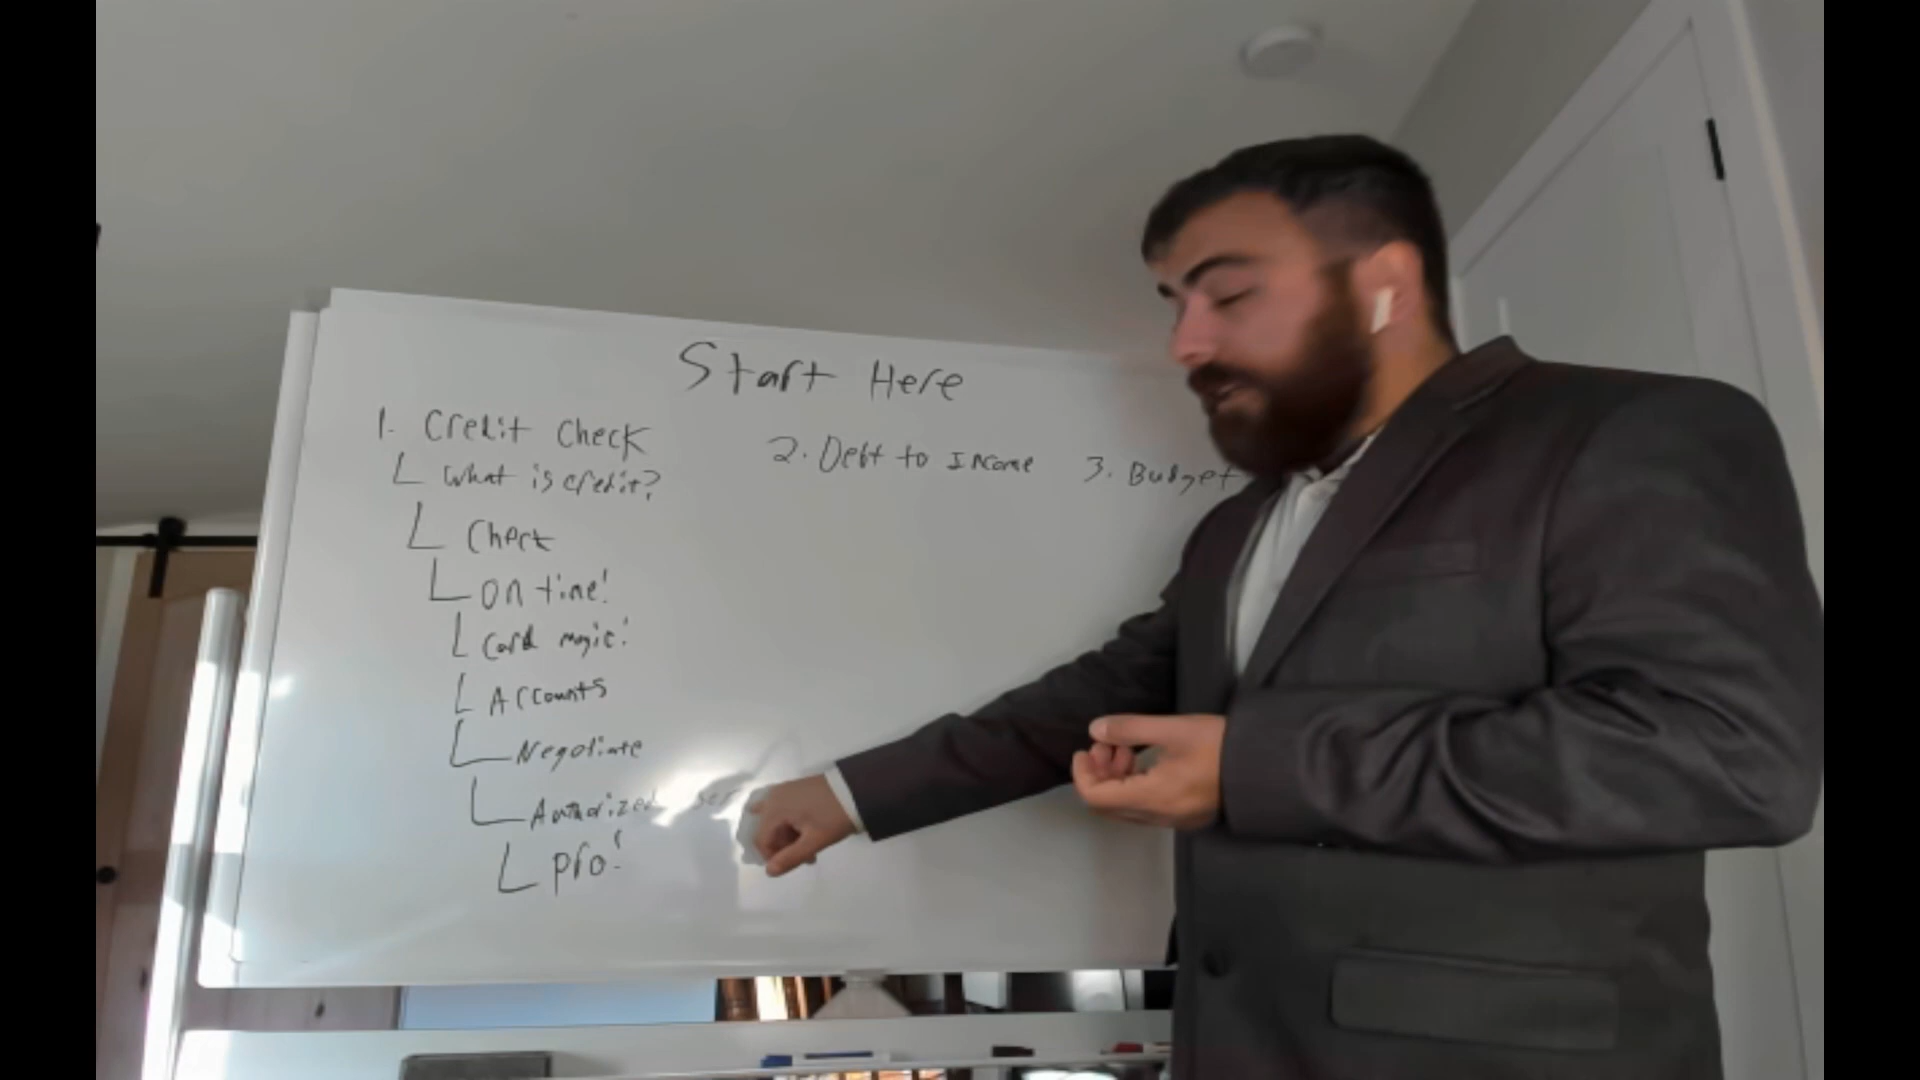 Start Here
1. Credit Check
What is credit?
Check
On time!
Card magic!
Accounts
Negotiate
Authorized
Pro!
2. Debt to Income
3. Budget